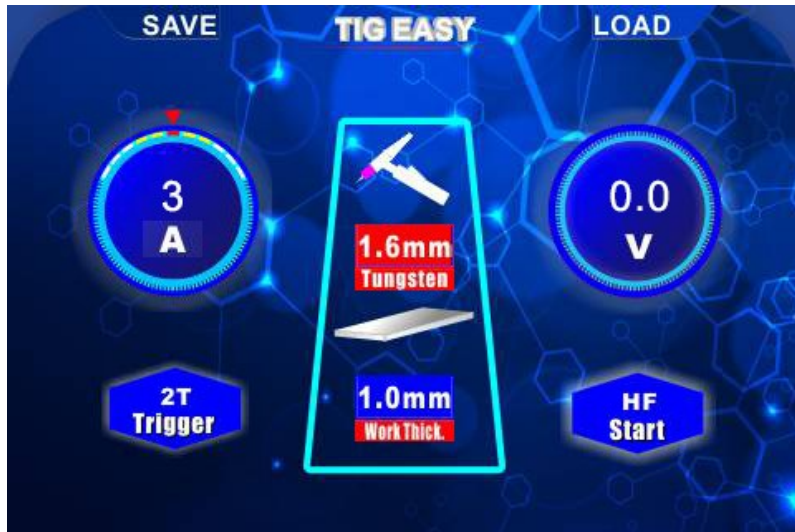 SAVE
TIG EASY
LOAD
3
A
0.0
V
1.6mm
Tungsten
1.0mm
Work Thick.
2T
Trigger
HF
Start